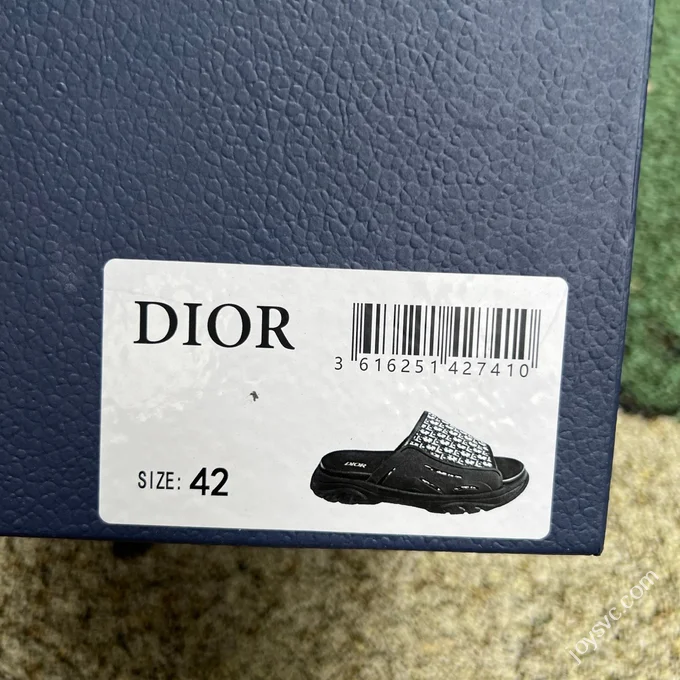 DIOR
3 616251 427410
DIOR
SIZE: 42
joysvc.com